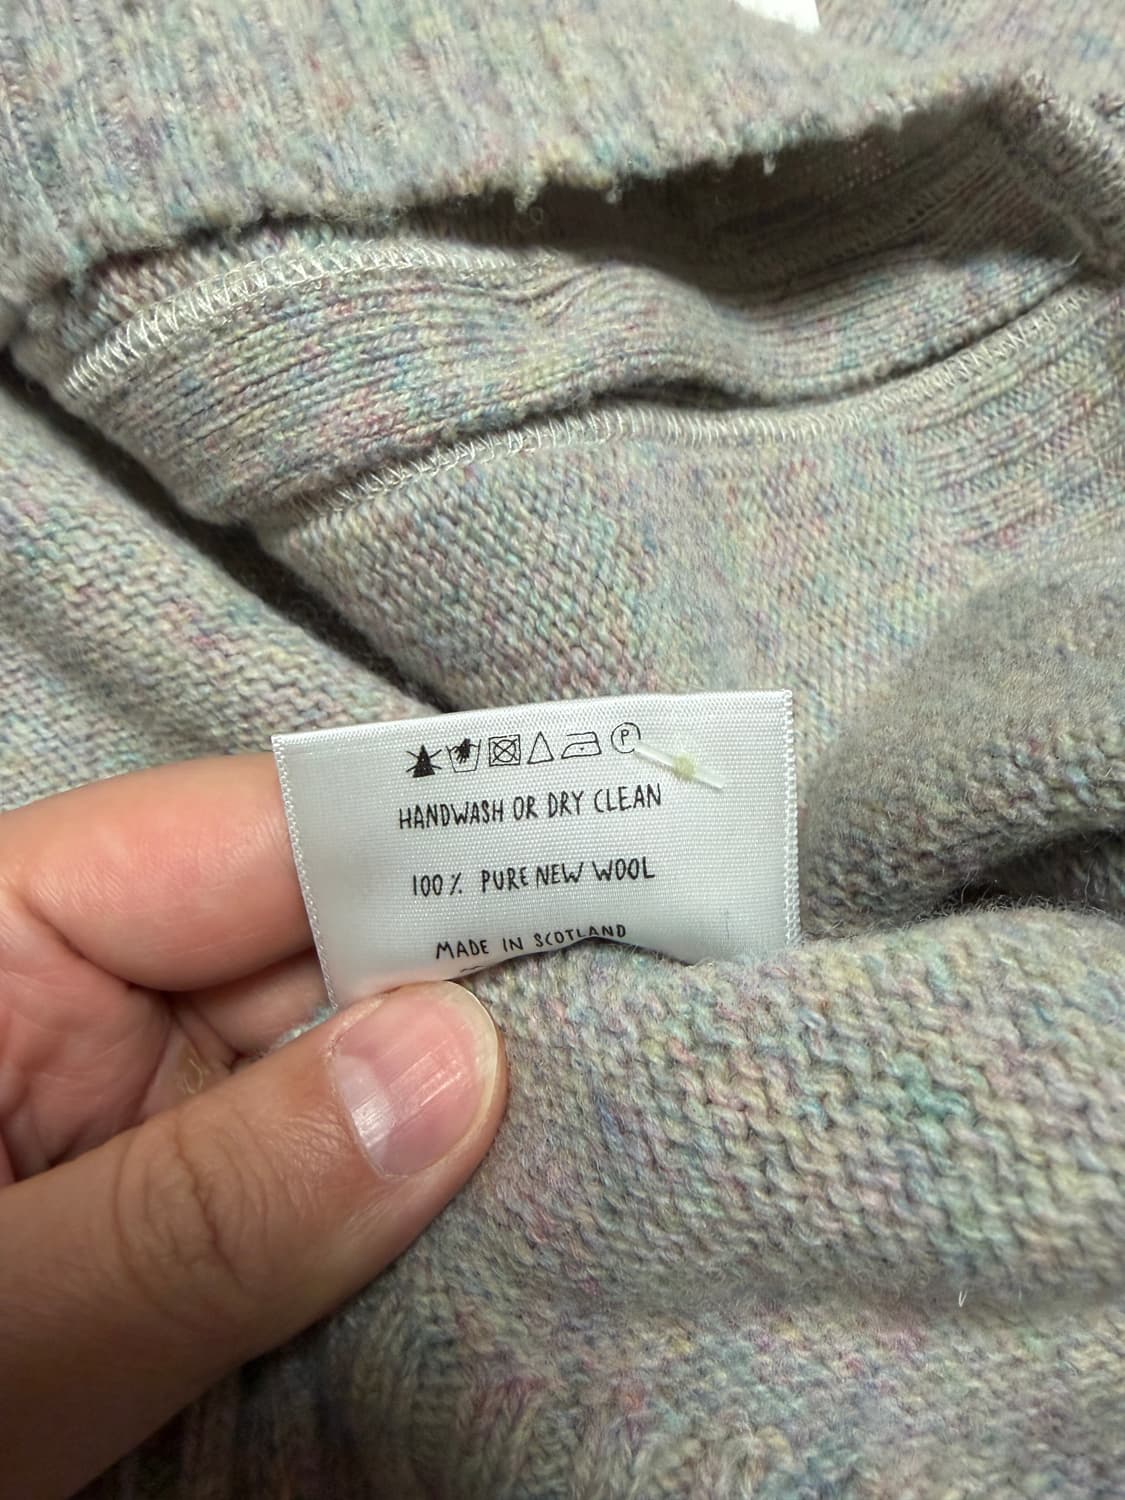 P
HANDWASH OR DRY CLEAN
100% PURE NEW WOOL
MADE IN SCOTLAND